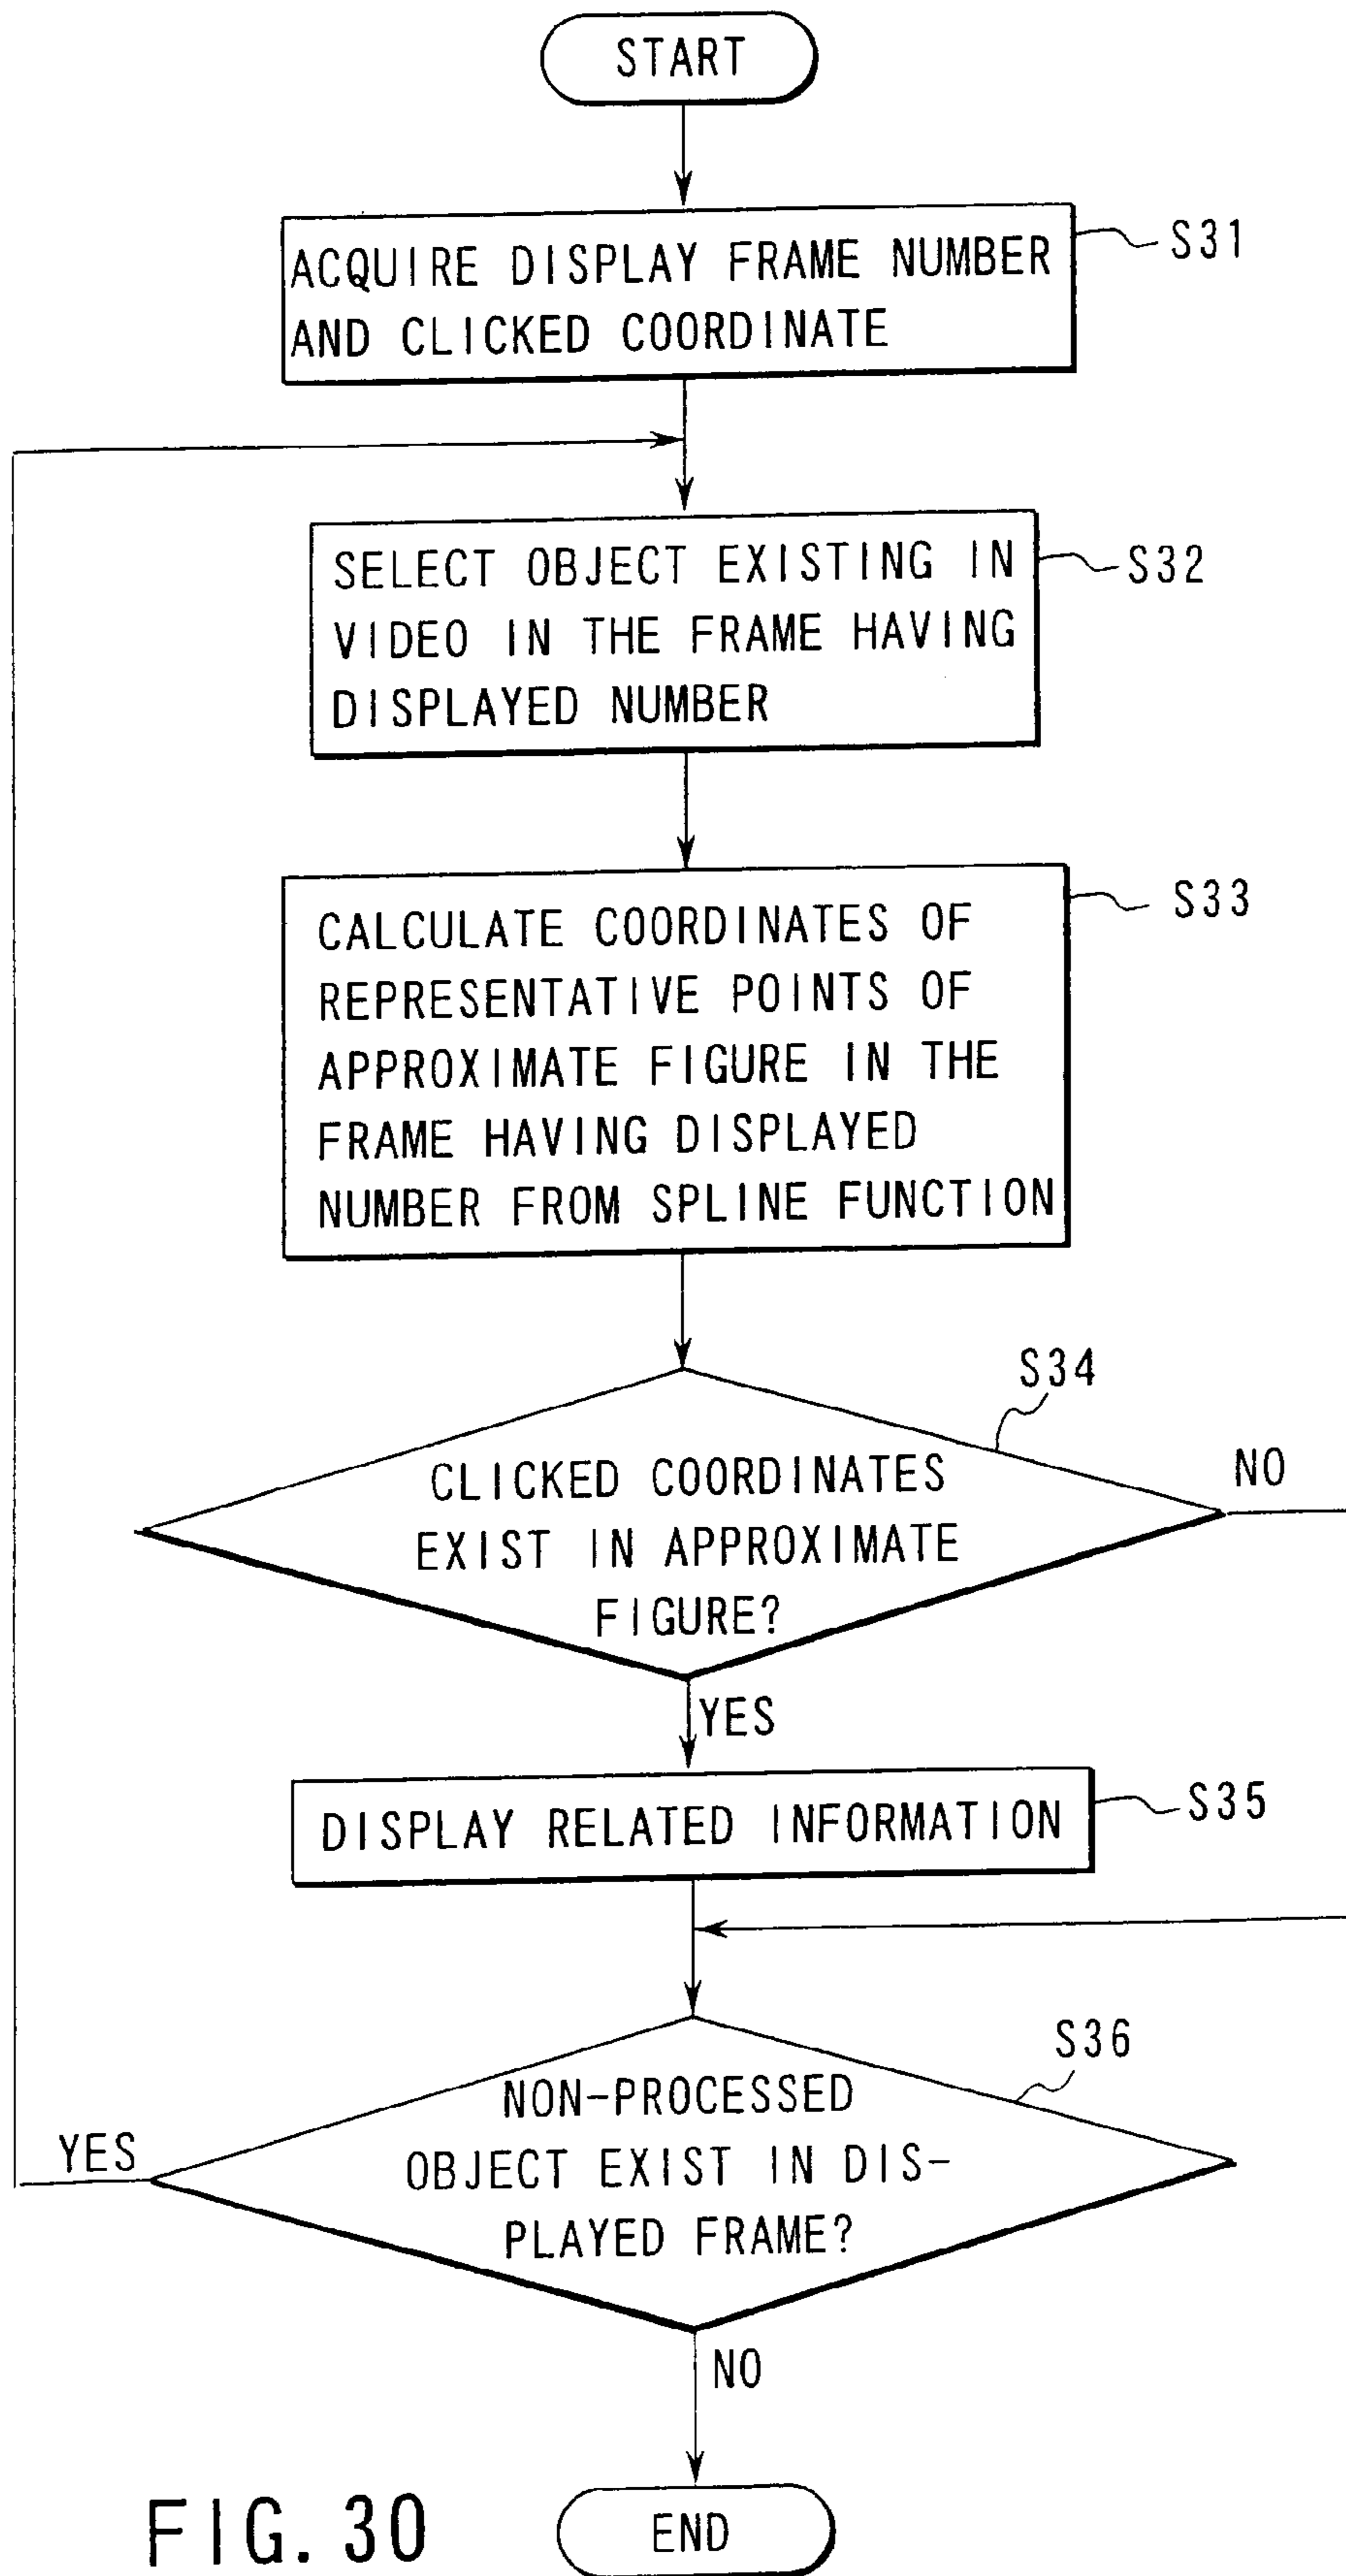 START
ACQUIRE DISPLAY FRAME NUMBER
AND CLICKED COORDINATE
S31
SELECT OBJECT EXISTING IN
VIDEO IN THE FRAME HAVING
DISPLAYED NUMBER
S32
CALCULATE COORDINATES OF
REPRESENTATIVE POINTS OF
APPROXIMATE FIGURE IN THE
FRAME HAVING DISPLAYED
NUMBER FROM SPLINE FUNCTION
S33
S34
CLICKED COORDINATES
EXIST IN APPROXIMATE
FIGURE?
NO
YES
DISPLAY RELATED INFORMATION
S35
S36
NON-PROCESSED
OBJECT EXIST IN DIS-
PLAYED FRAME?
YES
NO
END
FIG. 30